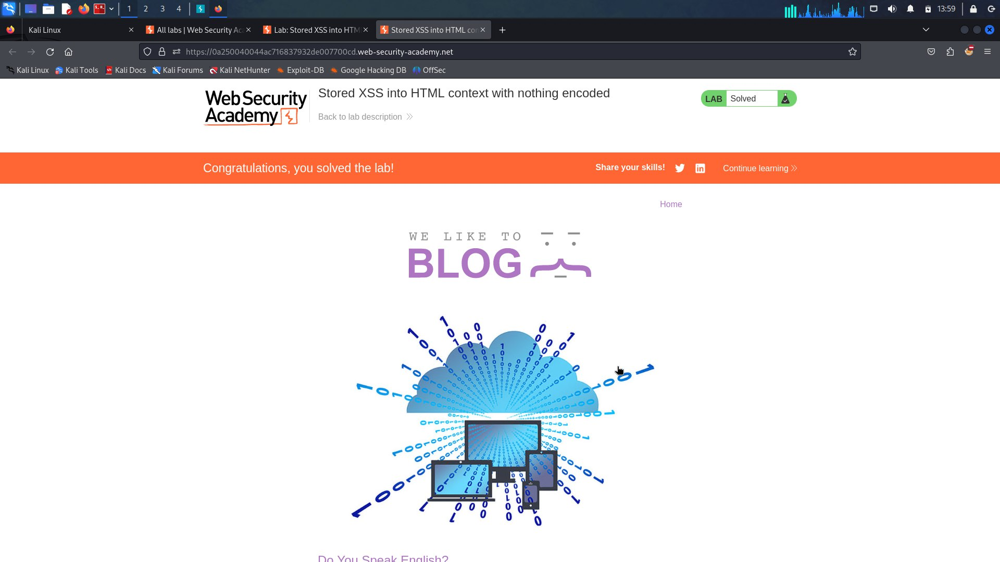 1 2 3 4 13:59
Kali Linux All labs | Web Security Ac Lab: Stored XSS into HTM Stored XSS into HTML con
https://0a250040044ac716837932de007700cd.web-security-academy.net
Kali Linux Kali Tools Kali Docs Kali Forums Kali NetHunter Exploit-DB Google Hacking DB OffSec
WebSecurity
Academy
Stored XSS into HTML context with nothing encoded
Back to lab description
LAB Solved
Congratulations, you solved the lab!
Share your skills! Continue learning
Home
WE LIKE TO
BLOG
Do You Speak English?